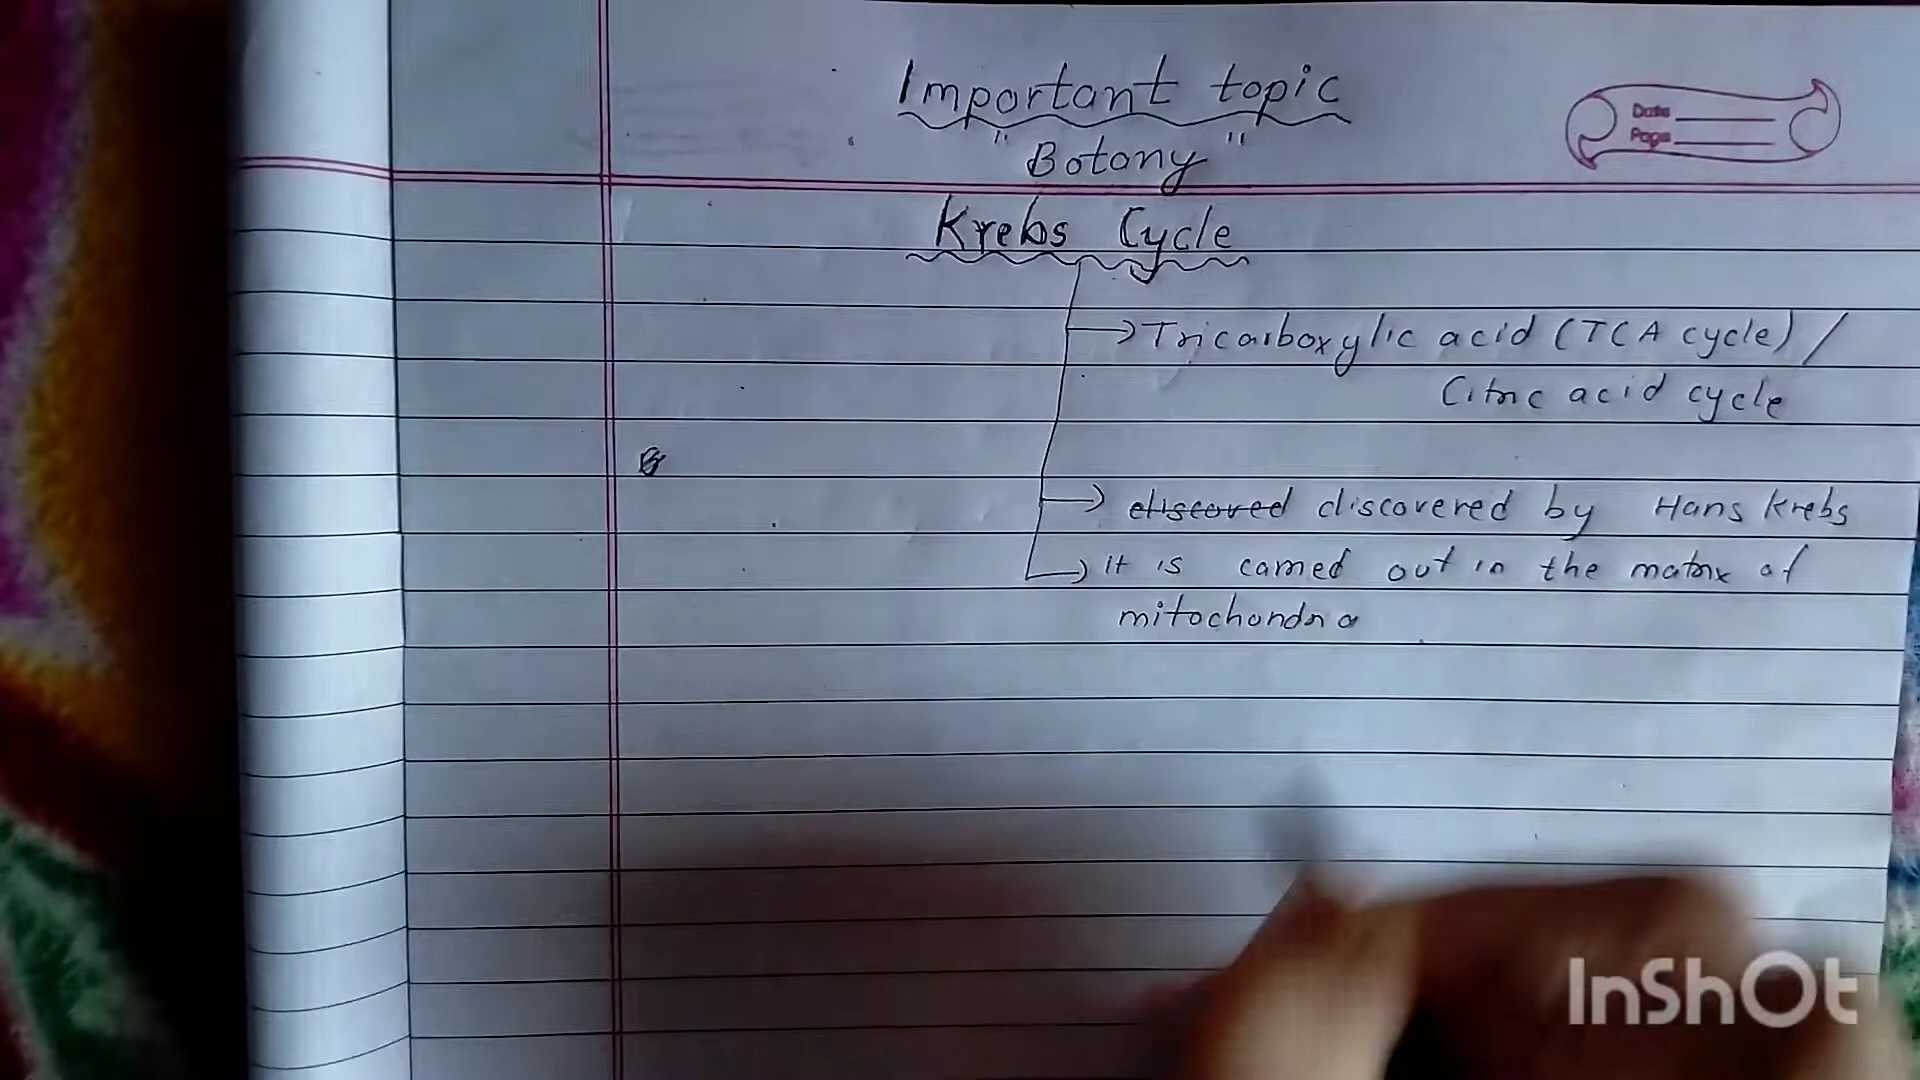 Important topic
"Botany"
Date
Page
Krebs Cycle
→ Tricarboxylic acid (TCA cycle) /
Citric acid cycle
→ discovred discovered by Hans Krebs
→ it is carried out in the matrix of
mitochondria
InShOt